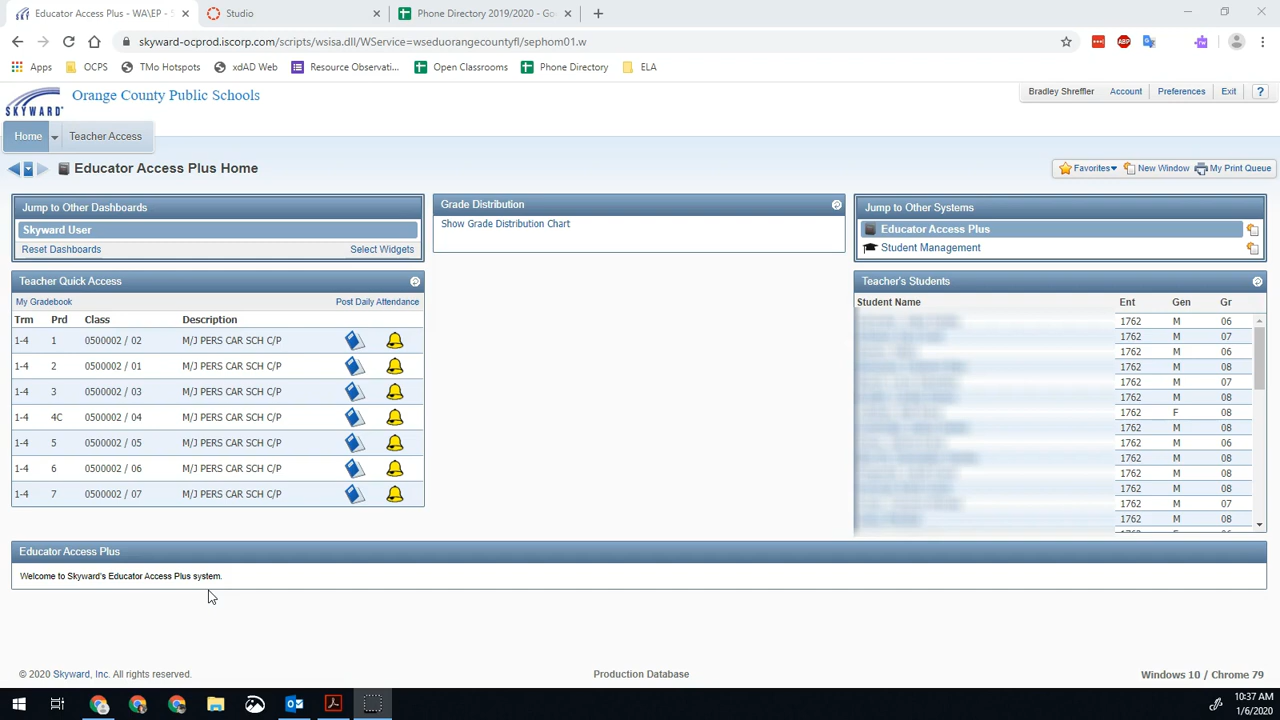 Educator Access Plus - WA\EP - S
Studio
Phone Directory 2019/2020 - Goo
skyward-ocprod.iscorp.com/scripts/wsisa.dll/WService=wseduorangecountyfl/sephom01.w
Apps OCPS TMo Hotspots xdAD Web Resource Observati... Open Classrooms Phone Directory ELA
SKYWARD
Orange County Public Schools
Bradley Shreffler Account Preferences Exit ?
Home Teacher Access
Educator Access Plus Home
Favorites New Window My Print Queue
Jump to Other Dashboards
Skyward User
Reset Dashboards Select Widgets
Teacher Quick Access
My Gradebook Post Daily Attendance
Trm Prd Class Description
1-4 1 0500002 / 02 M/J PERS CAR SCH C/P
1-4 2 0500002 / 01 M/J PERS CAR SCH C/P
1-4 3 0500002 / 03 M/J PERS CAR SCH C/P
1-4 4C 0500002 / 04 M/J PERS CAR SCH C/P
1-4 5 0500002 / 05 M/J PERS CAR SCH C/P
1-4 6 0500002 / 06 M/J PERS CAR SCH C/P
1-4 7 0500002 / 07 M/J PERS CAR SCH C/P
Grade Distribution
Show Grade Distribution Chart
Jump to Other Systems
Educator Access Plus
Student Management
Teacher's Students
Student Name Ent Gen Gr
1762 M 06
1762 M 07
1762 M 06
1762 M 08
1762 M 07
1762 M 08
1762 F 08
1762 M 08
1762 M 06
1762 M 08
1762 M 08
1762 M 08
1762 M 07
1762 M 08
Educator Access Plus
Welcome to Skyward's Educator Access Plus system.
© 2020 Skyward, Inc. All rights reserved.
Production Database
Windows 10 / Chrome 79
10:37 AM
1/6/2020